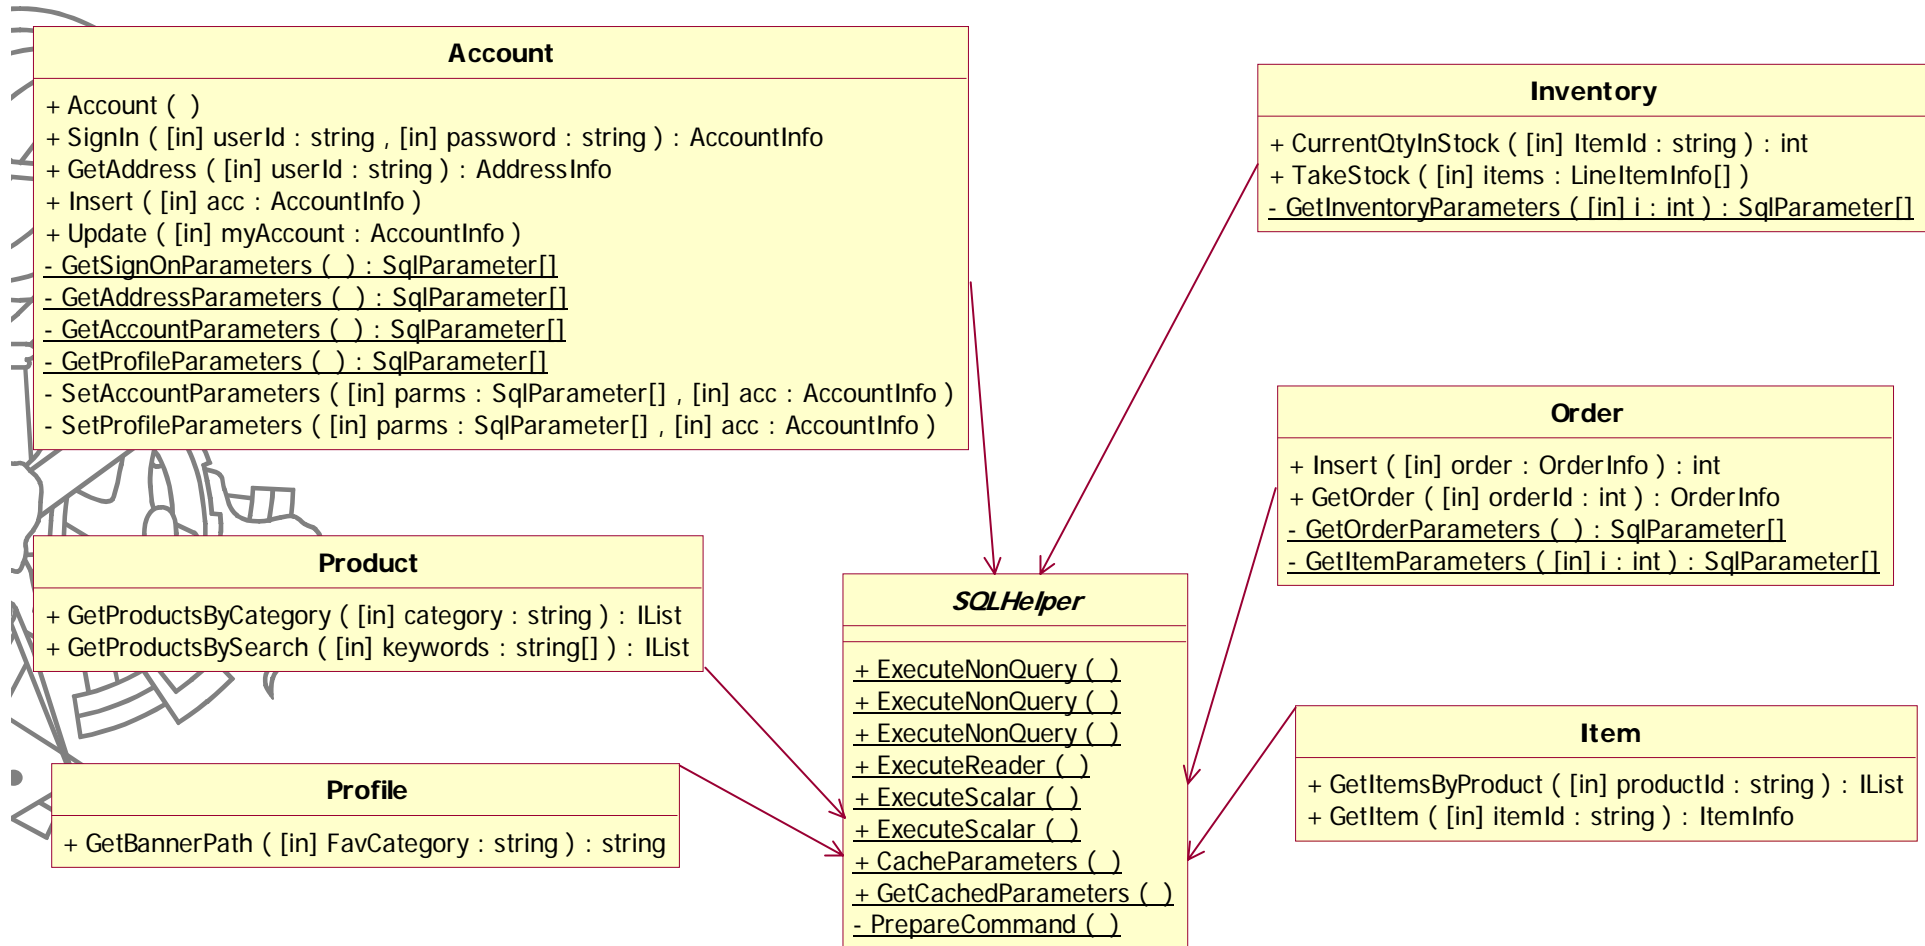 Account
+ Account ( )
+ SignIn ( [in] userId : string , [in] password : string ) : AccountInfo
+ GetAddress ( [in] userId : string ) : AddressInfo
+ Insert ( [in] acc : AccountInfo )
+ Update ( [in] myAccount : AccountInfo )
- GetSignOnParameters ( ) : SqlParameter[]
- GetAddressParameters ( ) : SqlParameter[]
- GetAccountParameters ( ) : SqlParameter[]
- GetProfileParameters ( ) : SqlParameter[]
- SetAccountParameters ( [in] parms : SqlParameter[] , [in] acc : AccountInfo )
- SetProfileParameters ( [in] parms : SqlParameter[] , [in] acc : AccountInfo )
Inventory
+ CurrentQtyInStock ( [in] ItemId : string ) : int
+ TakeStock ( [in] items : LineItemInfo[] )
- GetInventoryParameters ( [in] i : int ) : SqlParameter[]
Order
+ Insert ( [in] order : OrderInfo ) : int
+ GetOrder ( [in] orderId : int ) : OrderInfo
- GetOrderParameters ( ) : SqlParameter[]
- GetItemParameters ( [in] i : int ) : SqlParameter[]
Product
+ GetProductsByCategory ( [in] category : string ) : IList
+ GetProductsBySearch ( [in] keywords : string[] ) : IList
SQLHelper
+ ExecuteNonQuery ( )
+ ExecuteNonQuery ( )
+ ExecuteNonQuery ( )
+ ExecuteReader ( )
+ ExecuteScalar ( )
+ ExecuteScalar ( )
+ CacheParameters ( )
+ GetCachedParameters ( )
- PrepareCommand ( )
Item
+ GetItemsByProduct ( [in] productId : string ) : IList
+ GetItem ( [in] itemId : string ) : ItemInfo
Profile
+ GetBannerPath ( [in] FavCategory : string ) : string